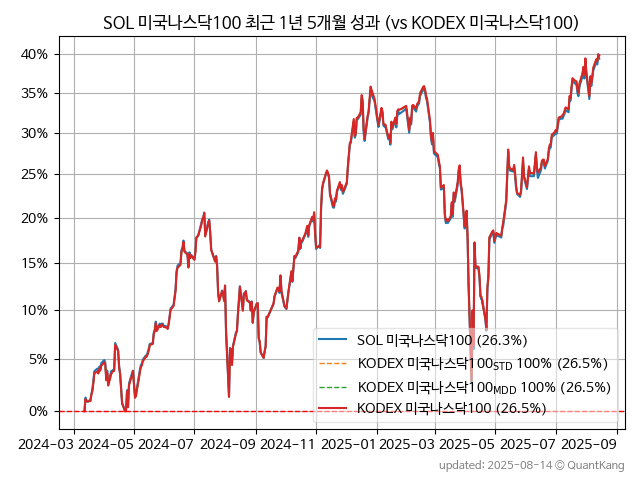 SOL 미국나스닥100 최근 1년 5개월 성과 (vs KODEX 미국나스닥100)
40%
35%
30%
25%
20%
15%
10%
5%
0%
SOL 미국나스닥100 (26.3%)
KODEX 미국나스닥100STD 100% (26.5%)
KODEX 미국나스닥100MDD 100% (26.5%)
KODEX 미국나스닥100 (26.5%)
2024-03 2024-05 2024-07 2024-09 2024-11 2025-01 2025-03 2025-05 2025-07 2025-09
updated: 2025-08-14 © QuantKang